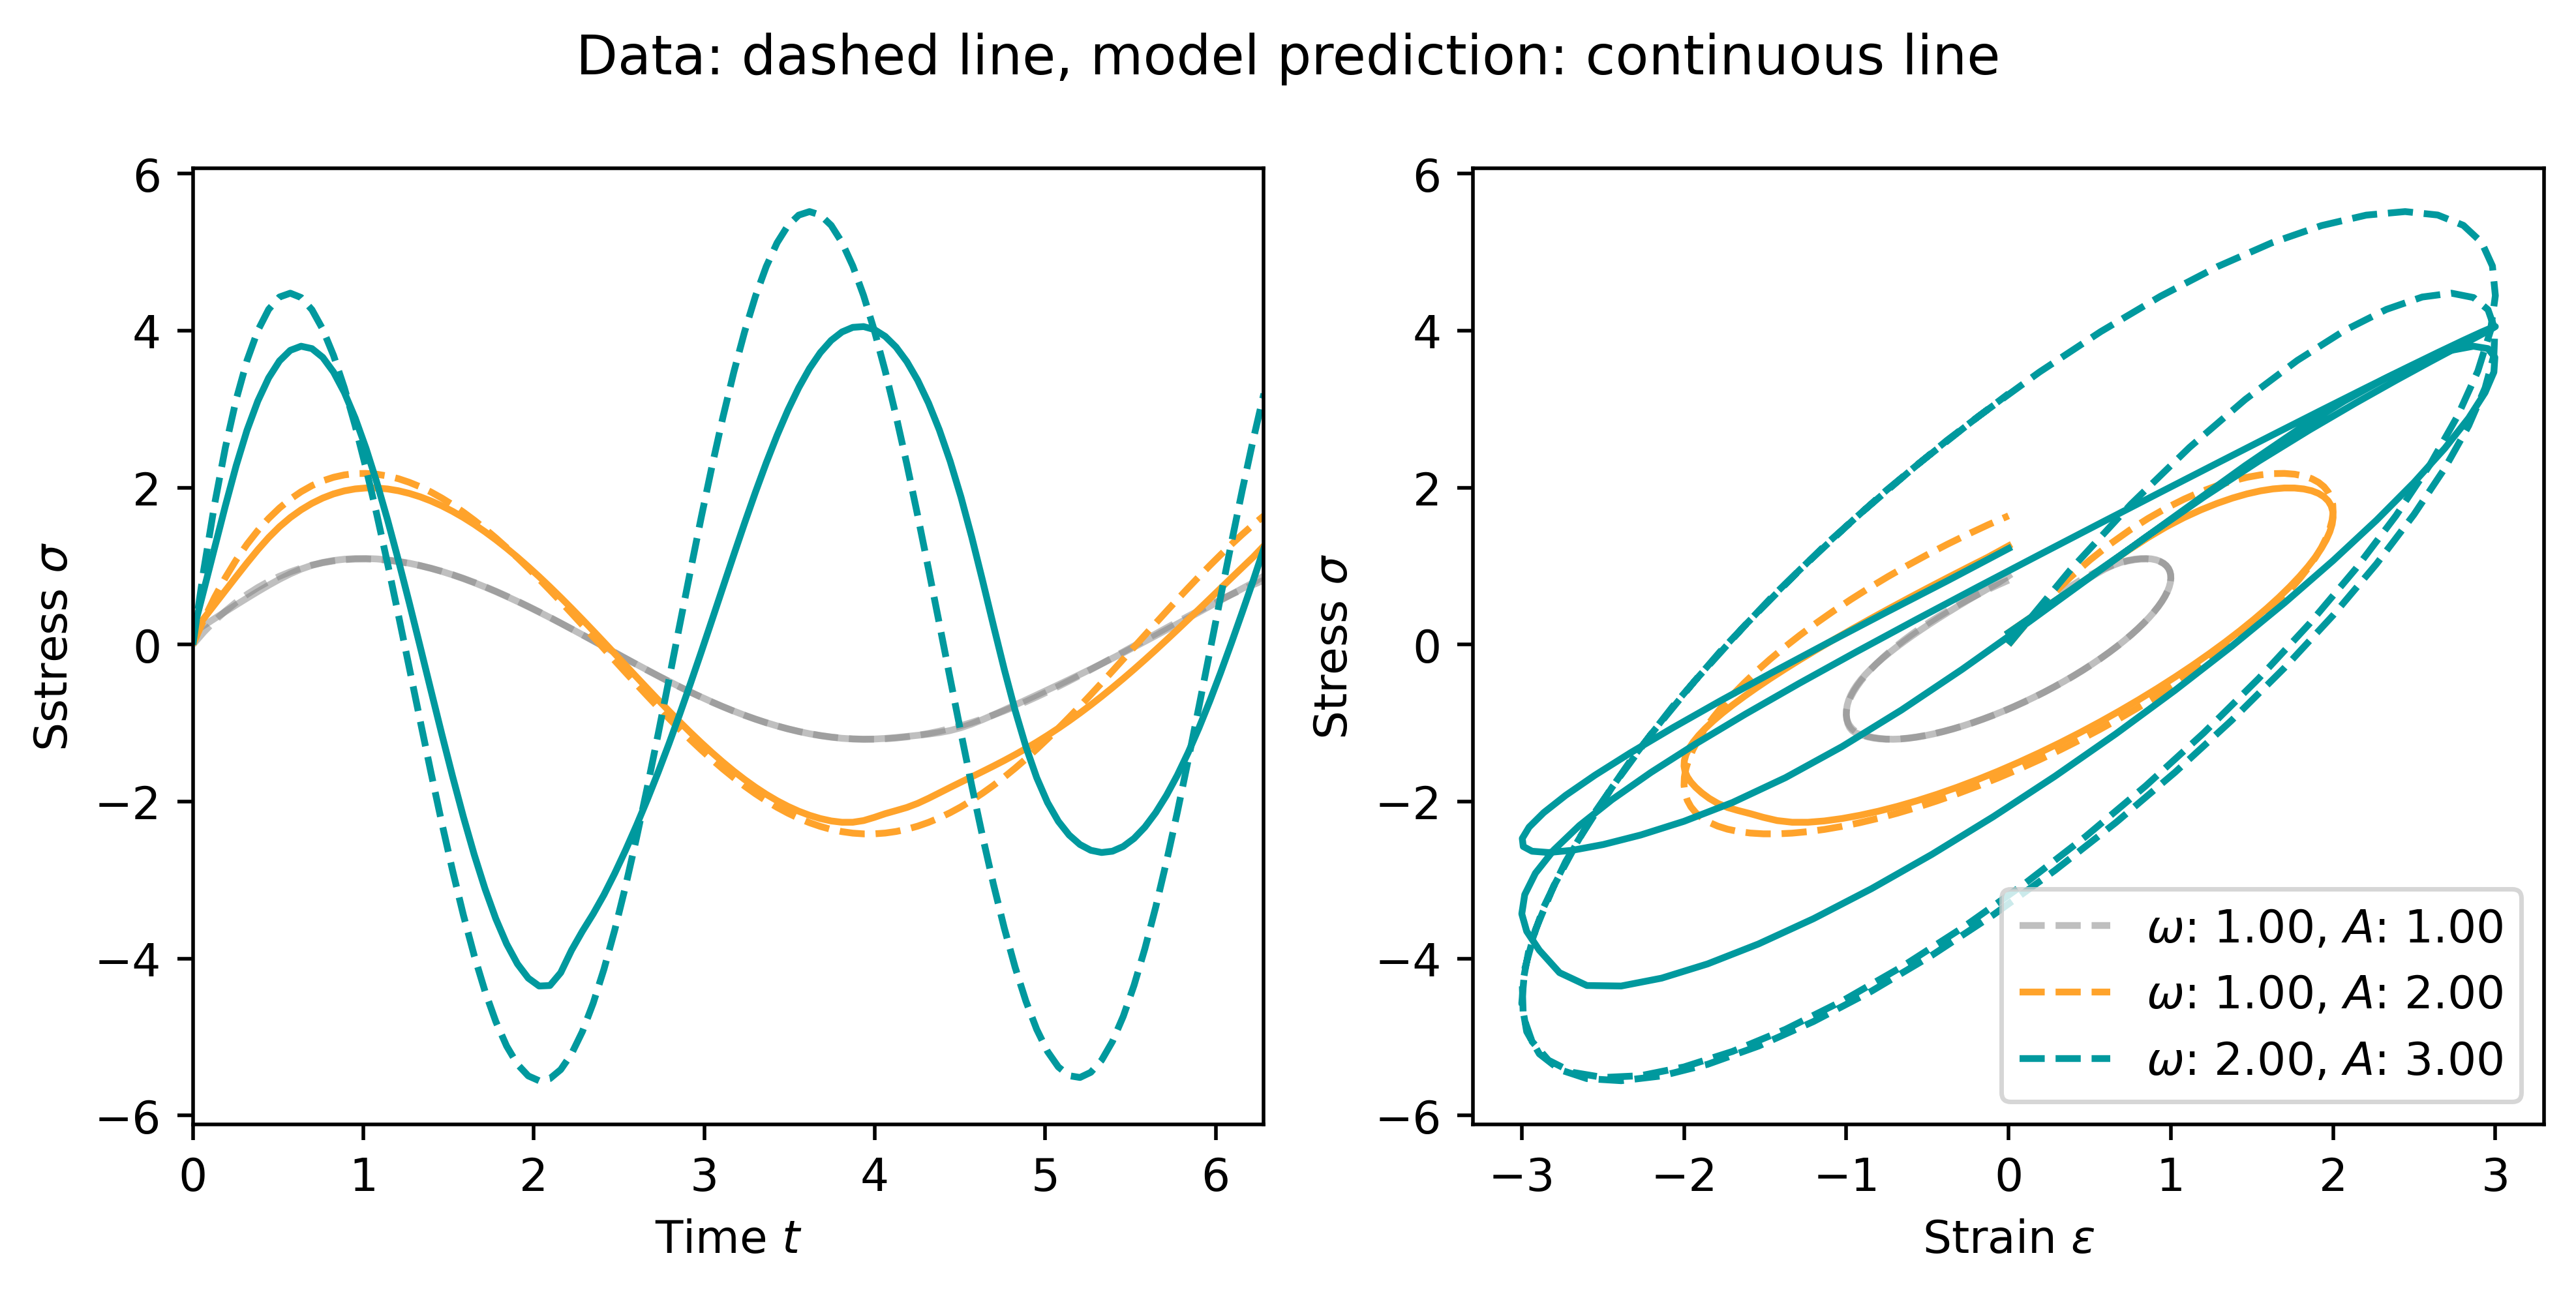 Data: dashed line, model prediction: continuous line
6
4
2
0
−2
−4
−6
0 1 2 3 4 5 6
Sstress σ
Time t
6
4
2
0
−2
−4
−6
−3 −2 −1 0 1 2 3
Stress σ
Strain ε
ω: 1.00, A: 1.00
ω: 1.00, A: 2.00
ω: 2.00, A: 3.00